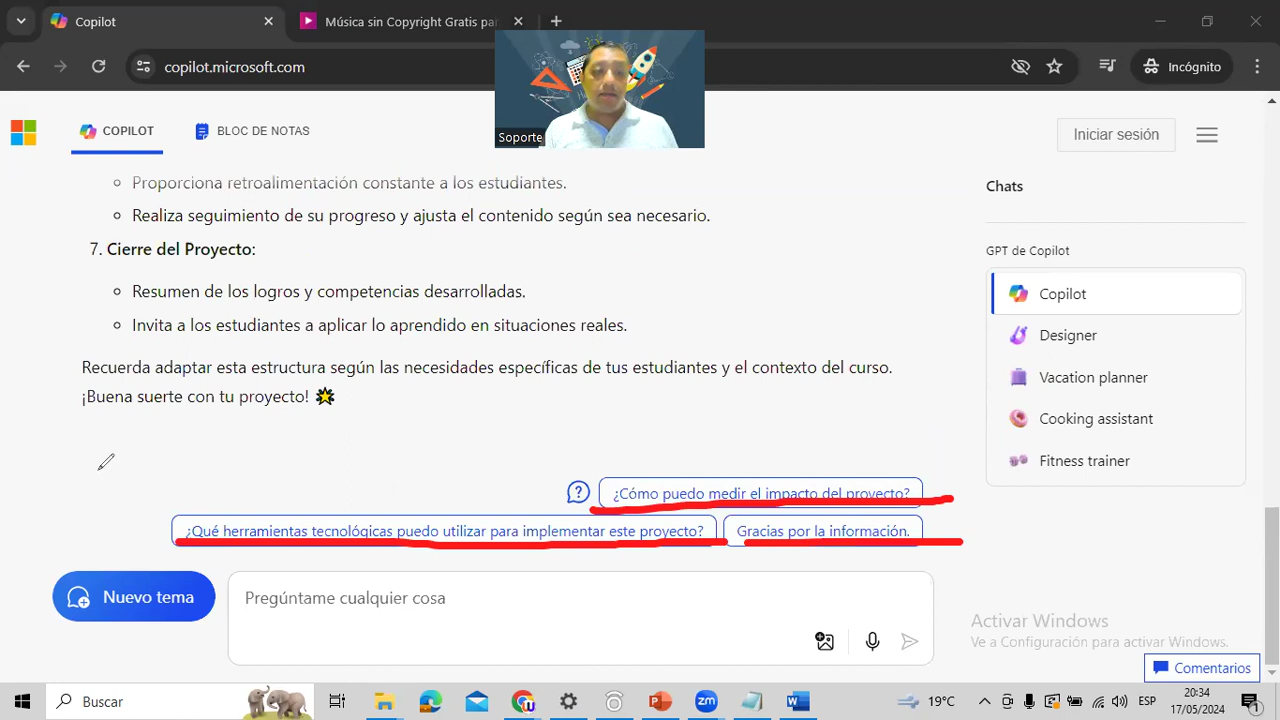 Copilot
Música sin Copyright Gratis par
copilot.microsoft.com
Incógnito
COPILOT
BLOC DE NOTAS
Soporte
Iniciar sesión
Proporciona retroalimentación constante a los estudiantes.
Realiza seguimiento de su progreso y ajusta el contenido según sea necesario.
7. Cierre del Proyecto:
Resumen de los logros y competencias desarrolladas.
Invita a los estudiantes a aplicar lo aprendido en situaciones reales.
Recuerda adaptar esta estructura según las necesidades específicas de tus estudiantes y el contexto del curso.
¡Buena suerte con tu proyecto!
¿Cómo puedo medir el impacto del proyecto?
¿Qué herramientas tecnológicas puedo utilizar para implementar este proyecto?
Gracias por la información.
Nuevo tema
Pregúntame cualquier cosa
Chats
GPT de Copilot
Copilot
Designer
Vacation planner
Cooking assistant
Fitness trainer
Activar Windows
Ve a Configuración para activar Windows.
Comentarios
Buscar
zm
19°C
ESP
20:34
17/05/2024
1